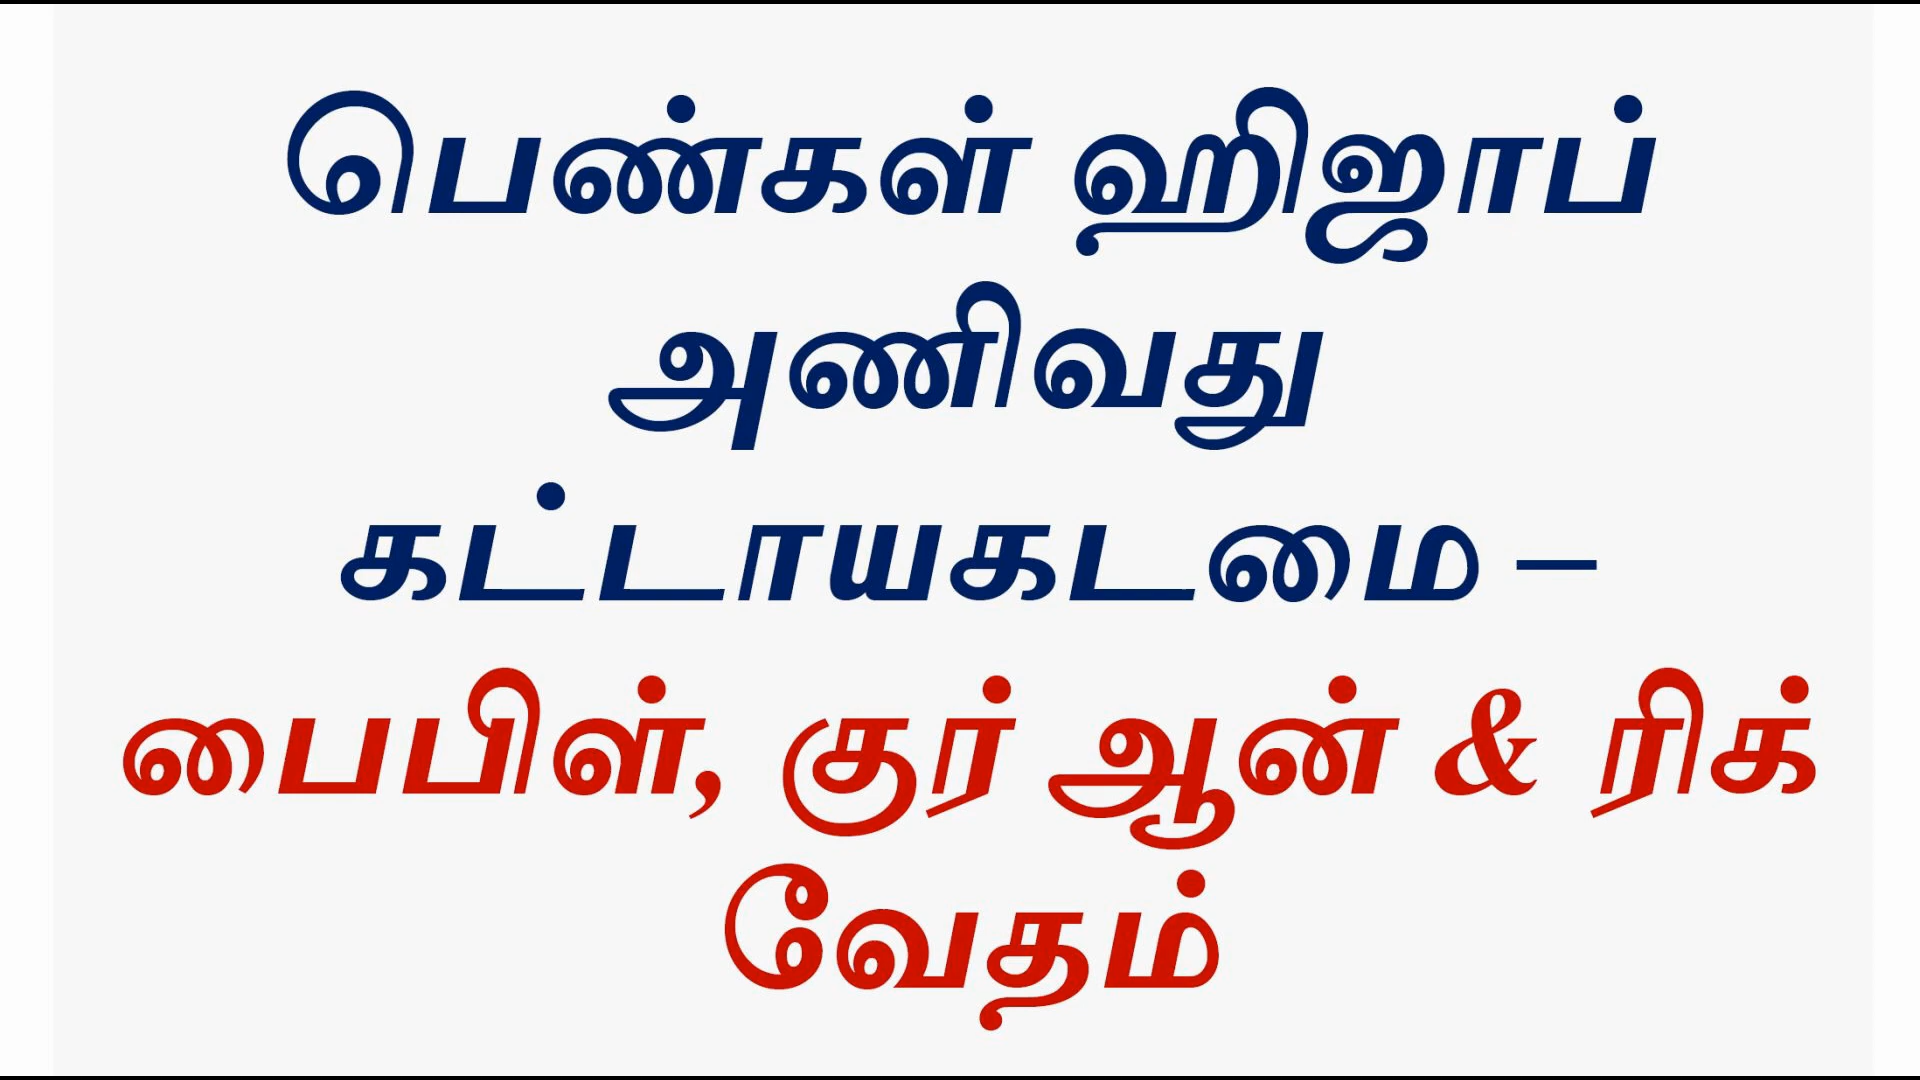 பெண்கள் ஹிஜாப்
அணிவது
கட்டாயகடமை –
பைபிள், குர் ஆன் & ரிக்
வேதம்